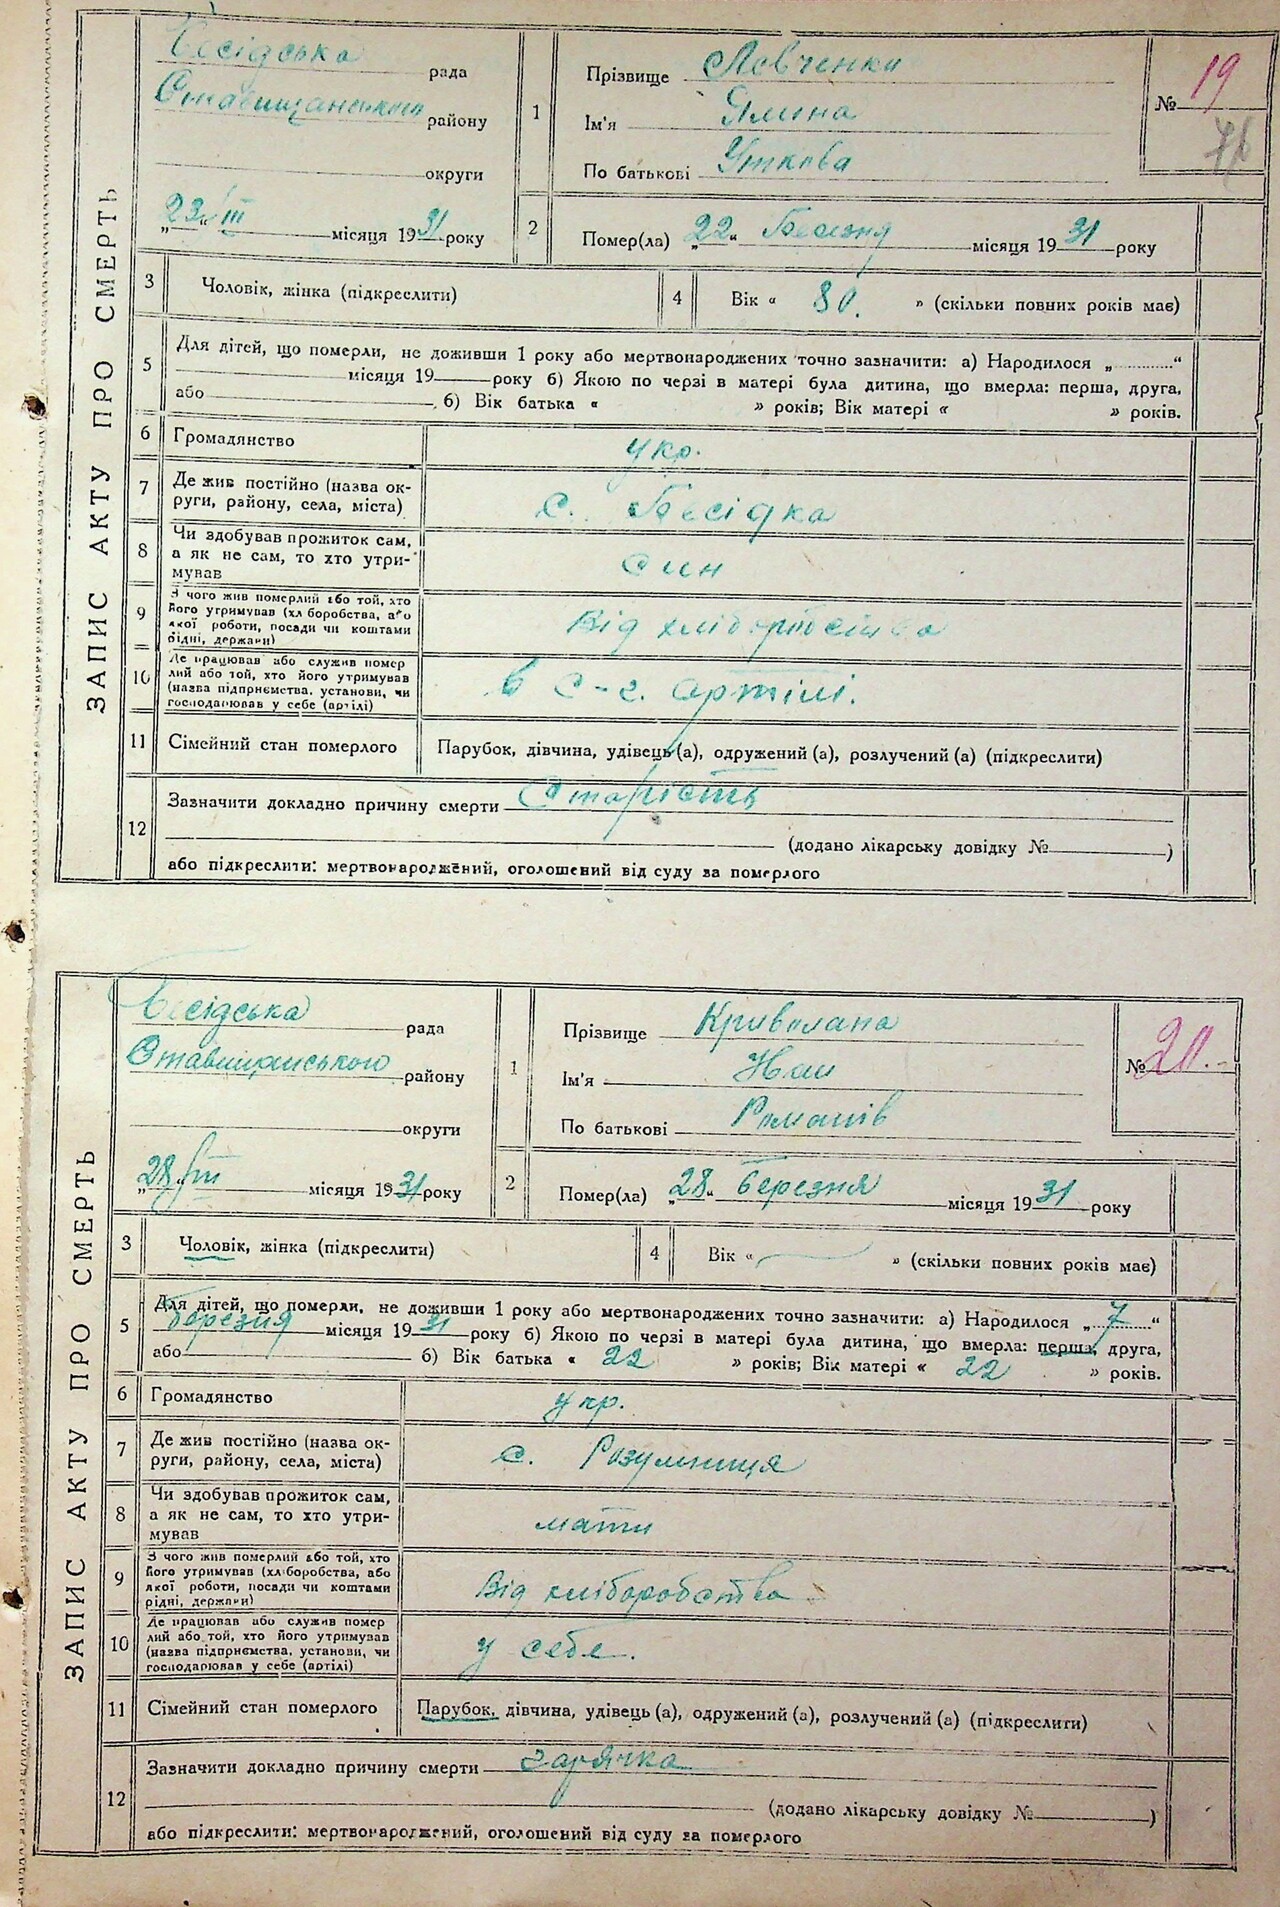 ЗАПИС АКТУ ПРО СМЕРТЬ
Бесідська рада
Ставищанського району
округи
„23“ III місяця 1931 року
1
Прізвище Левченко
Ім'я
По батькові
№ 19
76
2
Помер(ла) „22“ Березня місяця 1931 року
3 Чоловік, жінка (підкреслити)
4 Вік « 80. » (скільки повних років має)
5 Для дітей, що померли, не доживши 1 року або мертвонароджених точно зазначити: а) Народилося „ “
місяця 19 року б) Якою по черзі в матері була дитина, що вмерла: перша, друга,
або б) Вік батька « » років; Вік матері « » років.
6 Громадянство укр.
7 Де жив постійно (назва округи, району, села, міста) с. Бесідка
8 Чи здобував прожиток сам, а як не сам, то хто утримував син
9 З чого жив померлий або той, хто його утримував (хліборобства, або якої роботи, посади чи коштами рідні, держави) Від хліборобства
10 Де працював або служив померлий або той, хто його утримував (назва підприємства, установи, чи господарював у себе (артілі) в с-г. артілі.
11 Сімейний стан померлого Парубок, дівчина, удівець (а), одружений (а), розлучений (а) (підкреслити)
12 Зазначити докладно причину смерти Старість
(додано лікарську довідку № )
або підкреслити: мертвонароджений, оголошений від суду за померлого
ЗАПИС АКТУ ПРО СМЕРТЬ
Бесідська рада
Ставищанського району
округи
„28“ III місяця 1931 року
1
Прізвище
Ім'я
По батькові Романів
№ 20.
2
Помер(ла) „28“ березня місяця 1931 року
3 Чоловік, жінка (підкреслити)
4 Вік « » (скільки повних років має)
5 Для дітей, що померли, не доживши 1 року або мертвонароджених точно зазначити: а) Народилося „7“
березня місяця 1931 року б) Якою по черзі в матері була дитина, що вмерла: перша, друга,
або б) Вік батька « 22 » років; Вік матері « 22 » років.
6 Громадянство укр.
7 Де жив постійно (назва округи, району, села, міста) с. Розумниця
8 Чи здобував прожиток сам, а як не сам, то хто утримував мати
9 З чого жив померлий або той, хто його утримував (хліборобства, або якої роботи, посади чи коштами рідні, держави) Від хліборобства
10 Де працював або служив померлий або той, хто його утримував (назва підприємства, установи, чи господарював у себе (артілі) у себе.
11 Сімейний стан померлого Парубок, дівчина, удівець (а), одружений (а), розлучений (а) (підкреслити)
12 Зазначити докладно причину смерти гарячка
(додано лікарську довідку № )
або підкреслити: мертвонароджений, оголошений від суду за померлого